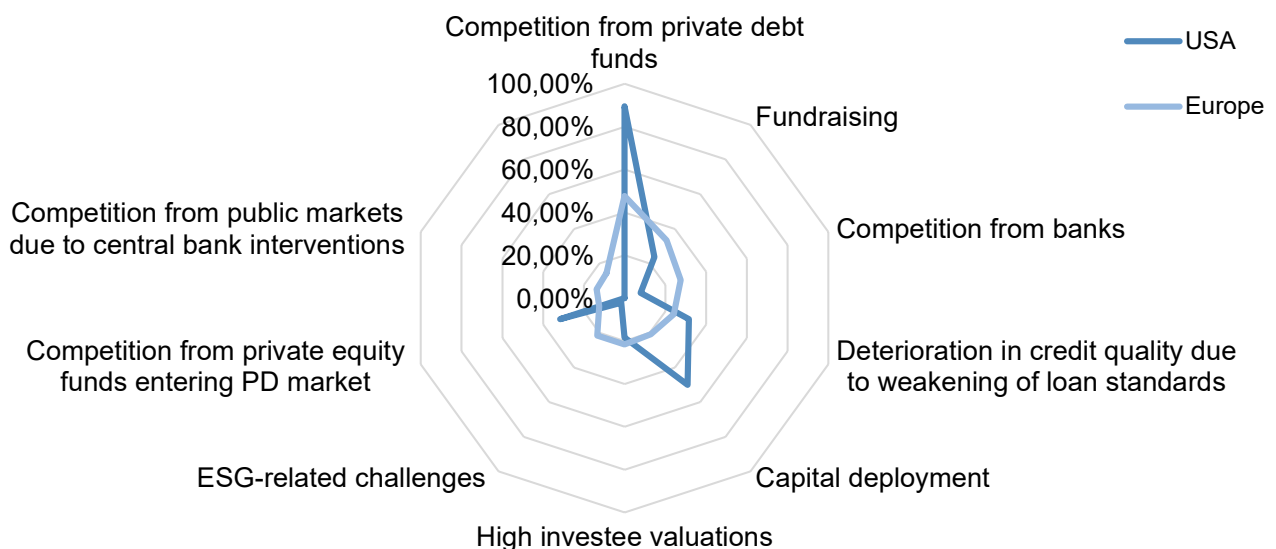 Competition from private debt
funds
USA
Europe
100,00%
80,00%
60,00%
40,00%
20,00%
0,00%
Fundraising
Competition from banks
Deterioration in credit quality due
to weakening of loan standards
Capital deployment
High investee valuations
ESG-related challenges
Competition from private equity
funds entering PD market
Competition from public markets
due to central bank interventions